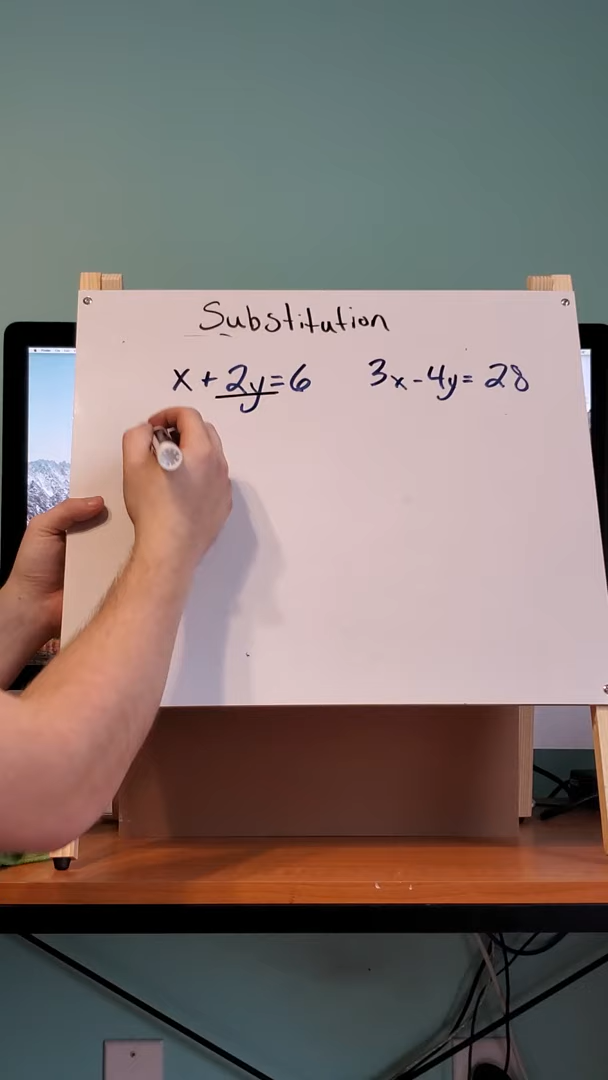 Substitution
x + 2y = 6 3x - 4y = 28